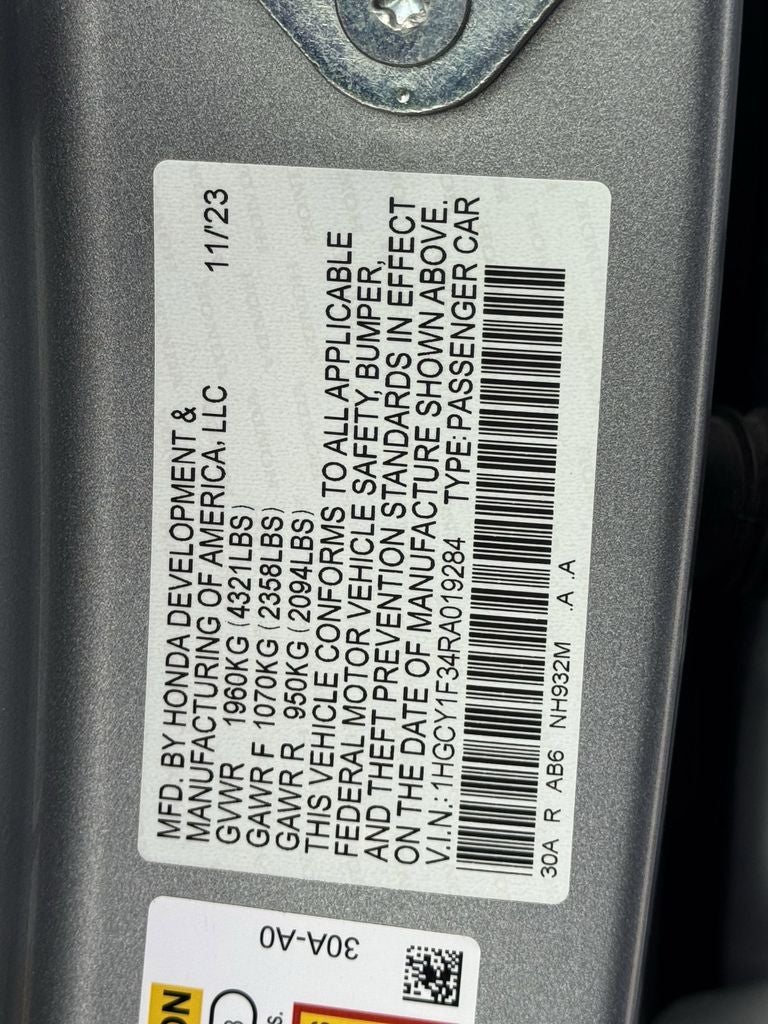 MFD. BY HONDA DEVELOPMENT &
MANUFACTURING OF AMERICA, LLC 11/'23
GVWR 1960KG (4321LBS)
GAWR F 1070KG (2358LBS)
GAWR R 950KG (2094LBS)
THIS VEHICLE CONFORMS TO ALL APPLICABLE
FEDERAL MOTOR VEHICLE SAFETY, BUMPER,
AND THEFT PREVENTION STANDARDS IN EFFECT
ON THE DATE OF MANUFACTURE SHOWN ABOVE.
V.I.N.: 1HGCY1F34RA019284 TYPE: PASSENGER CAR
30A R AB6 NH932M .A .A
30A-A0